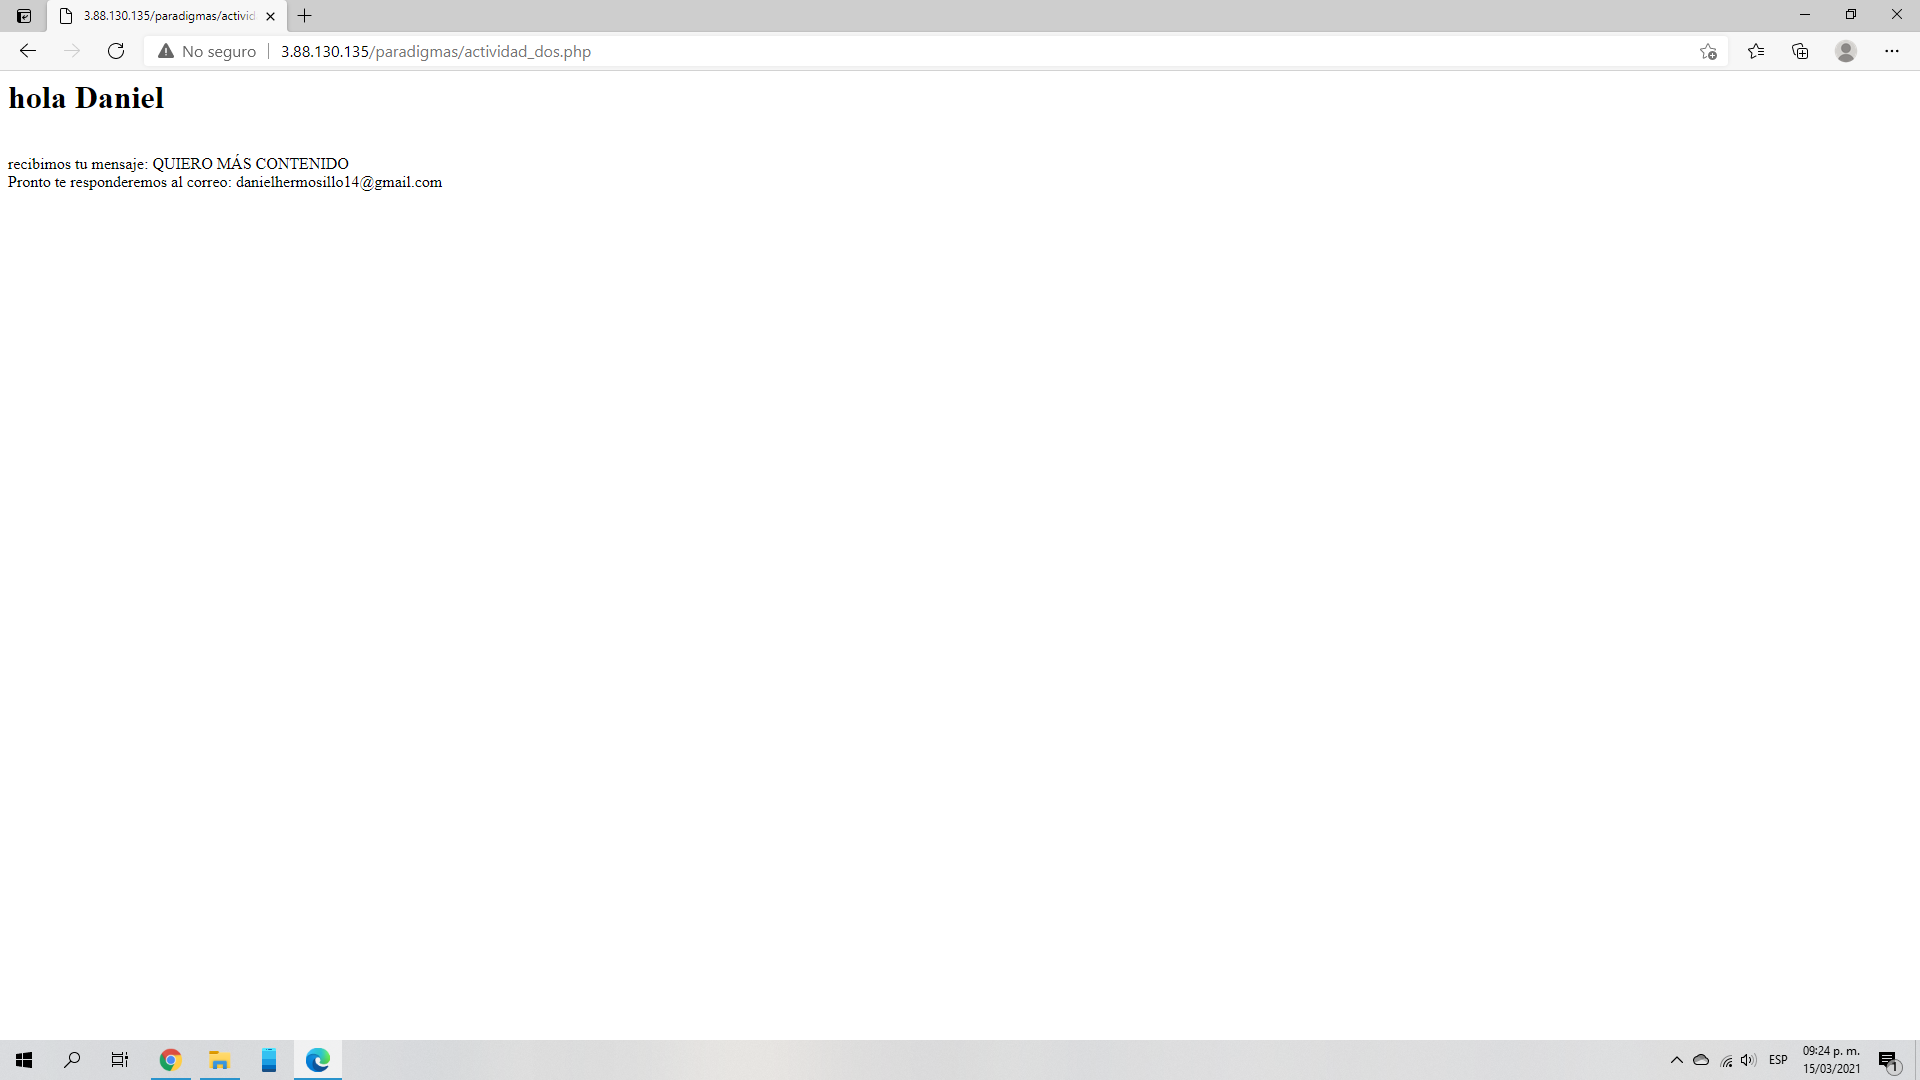 3.88.130.135/paradigmas/activid
No seguro
3.88.130.135/paradigmas/actividad_dos.php
hola Daniel
recibimos tu mensaje: QUIERO MÁS CONTENIDO
Pronto te responderemos al correo: danielhermosillo14@gmail.com
ESP
09:24 p. m.
15/03/2021
1